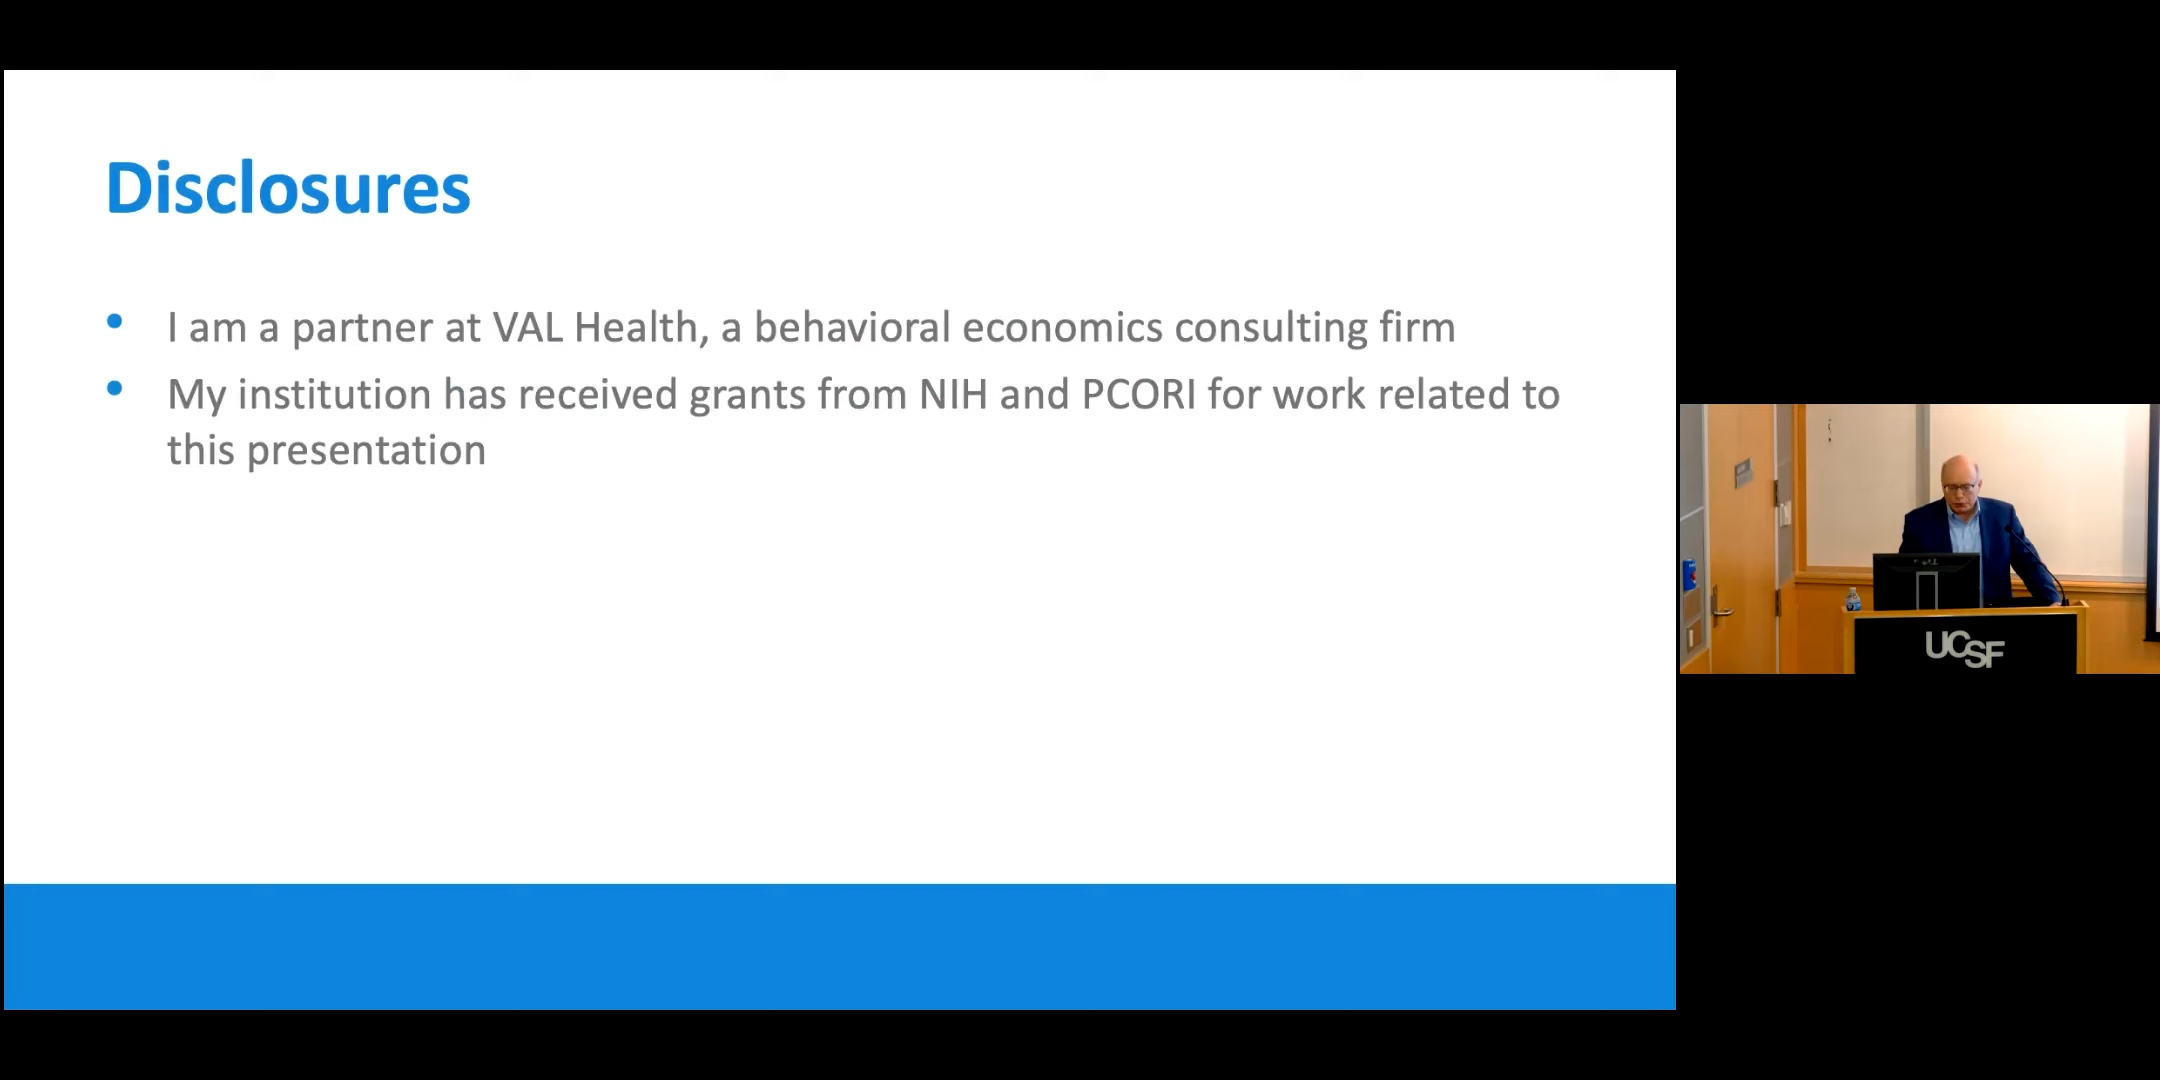 Disclosures
• I am a partner at VAL Health, a behavioral economics consulting firm
• My institution has received grants from NIH and PCORI for work related to
this presentation
UCSF